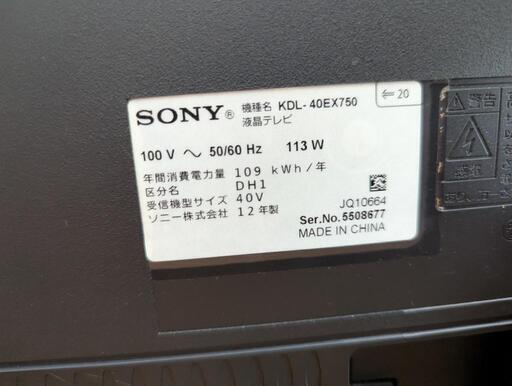 SONY® 機種名 KDL-40EX750
液晶テレビ
⇐20
100 V ～ 50/60 Hz 113 W
年間消費電力量 109 kWh/年
区分名 DH1
受信機型サイズ 40V
ソニー株式会社 12年製
JQ10664
Ser.No.5508677
MADE IN CHINA
警告